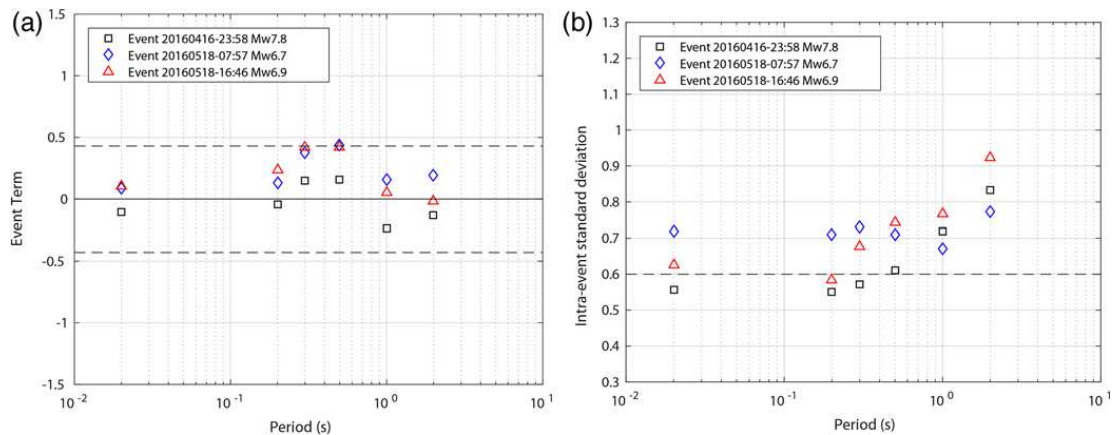 (a)
Event 20160416-23:58 Mw7.8
Event 20160518-07:57 Mw6.7
Event 20160518-16:46 Mw6.9
Event Term
1.5
1
0.5
0
-0.5
-1
-1.5
10-2
10-1
10 0
10 1
Period (s)
(b)
Event 20160416-23:58 Mw7.8
Event 20160518-07:57 Mw6.7
Event 20160518-16:46 Mw6.9
Intra-event standard deviation
1.3
1.2
1.1
1
0.9
0.8
0.7
0.6
0.5
0.4
0.3
10-2
10-1
10 0
10 1
Period (s)